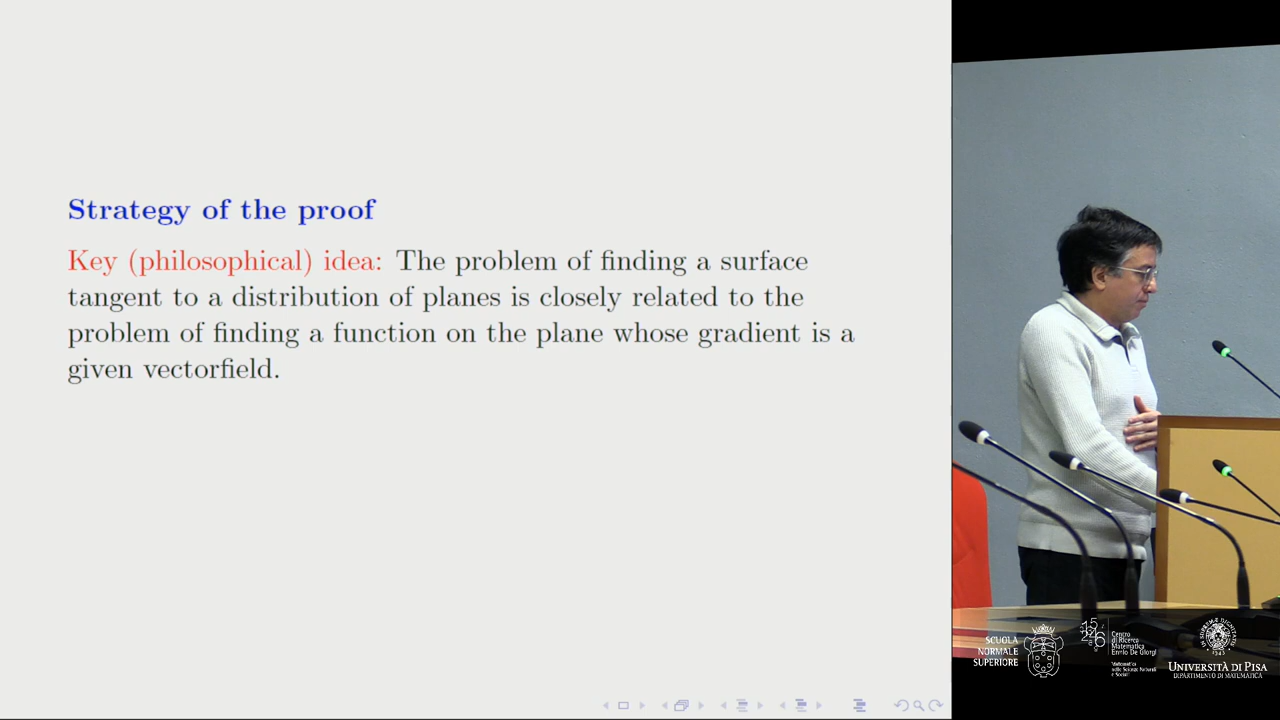 Strategy of the proof
Key (philosophical) idea: The problem of finding a surface
tangent to a distribution of planes is closely related to the
problem of finding a function on the plane whose gradient is a
given vectorfield.
SCUOLA
NORMALE
SUPERIORE
Centro
di Ricerca
Matematica
Ennio De Giorgi
UNIVERSITÀ DI PISA
DIPARTIMENTO DI MATEMATICA